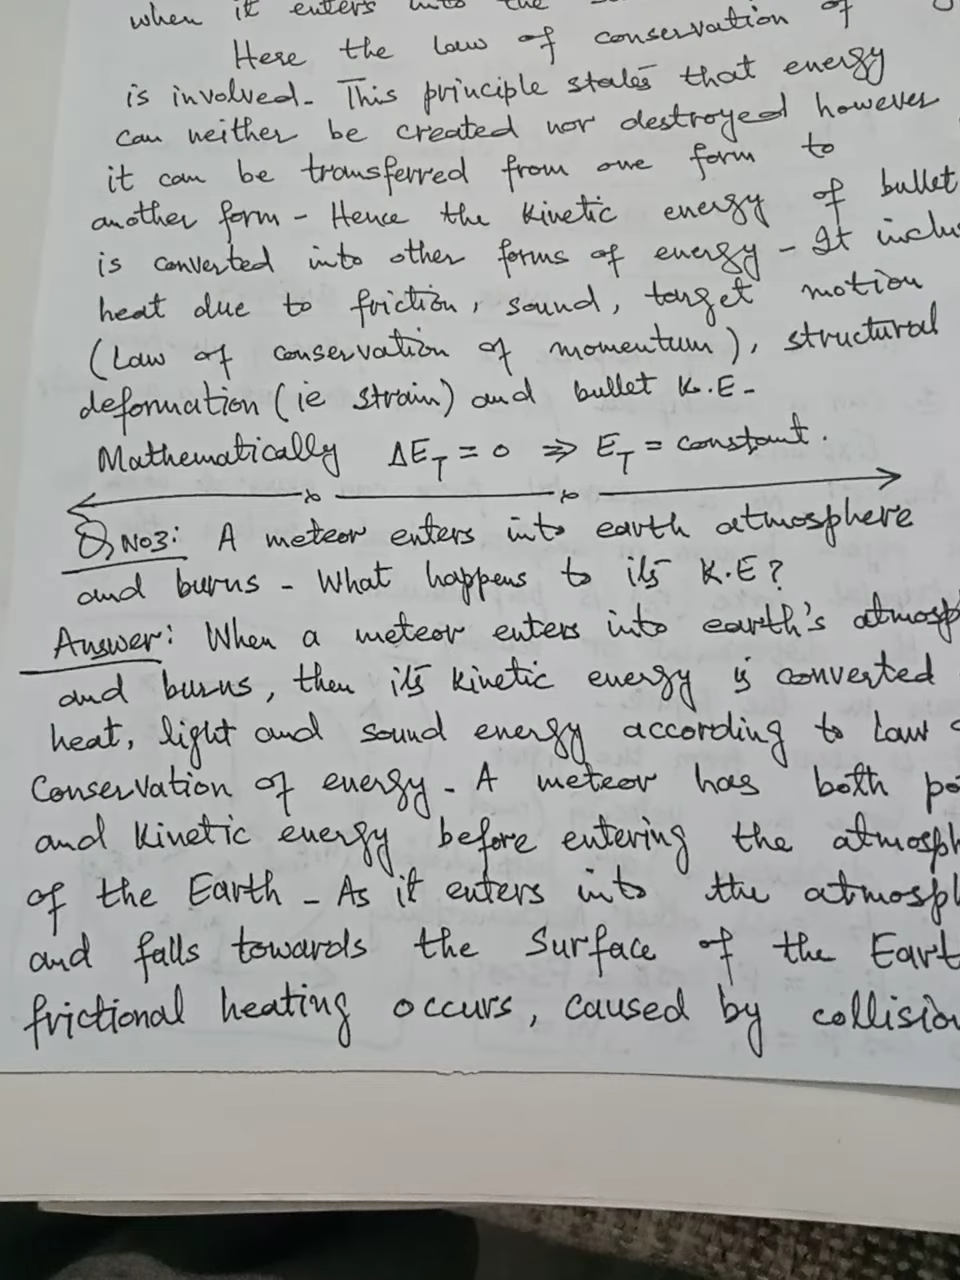 when it enters into the
Here the law of conservation of
is involved. This principle states that energy
can neither be created nor destroyed however
it can be transferred from one form to
another form - Hence the kinetic energy of bullet
is converted into other forms of energy - It inclu
heat due to friction, sound, target motion
(Law of conservation of momentum), structural
deformation (ie strain) and bullet K.E -
Mathematically ΔE_T = 0 ⇒ E_T = constant.
Q No3: A meteor enters into earth atmosphere
and burns - What happens to its K.E?
Answer: When a meteor enters into earth's atmosp
and burns, then its kinetic energy is converted
heat, light and sound energy according to Law
Conservation of energy - A meteor has both po
and kinetic energy before entering the atmosph
of the Earth - As it enters into the atmosph
and falls towards the surface of the Eart
frictional heating occurs, caused by collisio